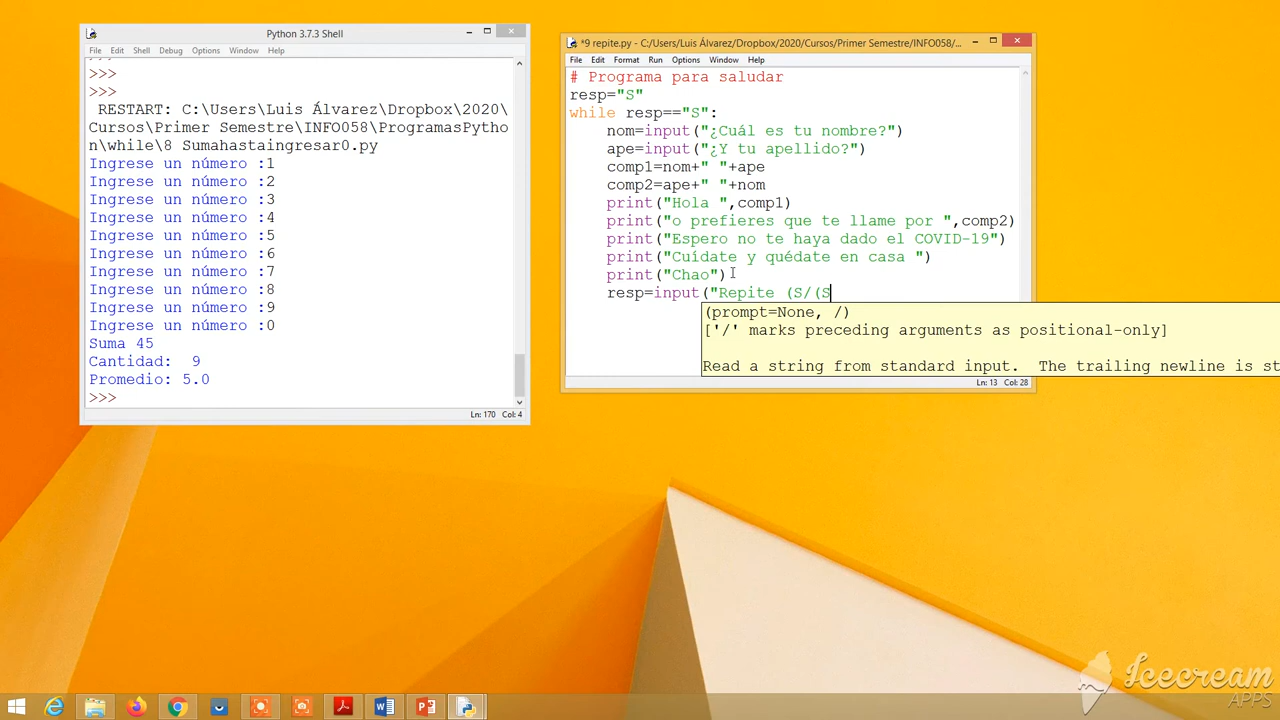 Python 3.7.3 Shell
File Edit Shell Debug Options Window Help
>>>
>>>
RESTART: C:\Users\Luis Álvarez\Dropbox\2020\
Cursos\Primer Semestre\INFO058\ProgramasPytho
n\while\8 Sumahastaingresar0.py
Ingrese un número :1
Ingrese un número :2
Ingrese un número :3
Ingrese un número :4
Ingrese un número :5
Ingrese un número :6
Ingrese un número :7
Ingrese un número :8
Ingrese un número :9
Ingrese un número :0
Suma 45
Cantidad:  9
Promedio: 5.0
>>>
Ln: 170 Col: 4
*9 repite.py - C:/Users/Luis Álvarez/Dropbox/2020/Cursos/Primer Semestre/INFO058/...
File Edit Format Run Options Window Help
# Programa para saludar
resp="S"
while resp=="S":
    nom=input("¿Cuál es tu nombre?")
    ape=input("¿Y tu apellido?")
    comp1=nom+" "+ape
    comp2=ape+" "+nom
    print("Hola ",comp1)
    print("o prefieres que te llame por ",comp2)
    print("Espero no te haya dado el COVID-19")
    print("Cuídate y quédate en casa ")
    print("Chao")
    resp=input("Repite (S/(S
(prompt=None, /)
['/' marks preceding arguments as positional-only]
Read a string from standard input.  The trailing newline is st
Ln: 13 Col: 28
Icecream
APPS